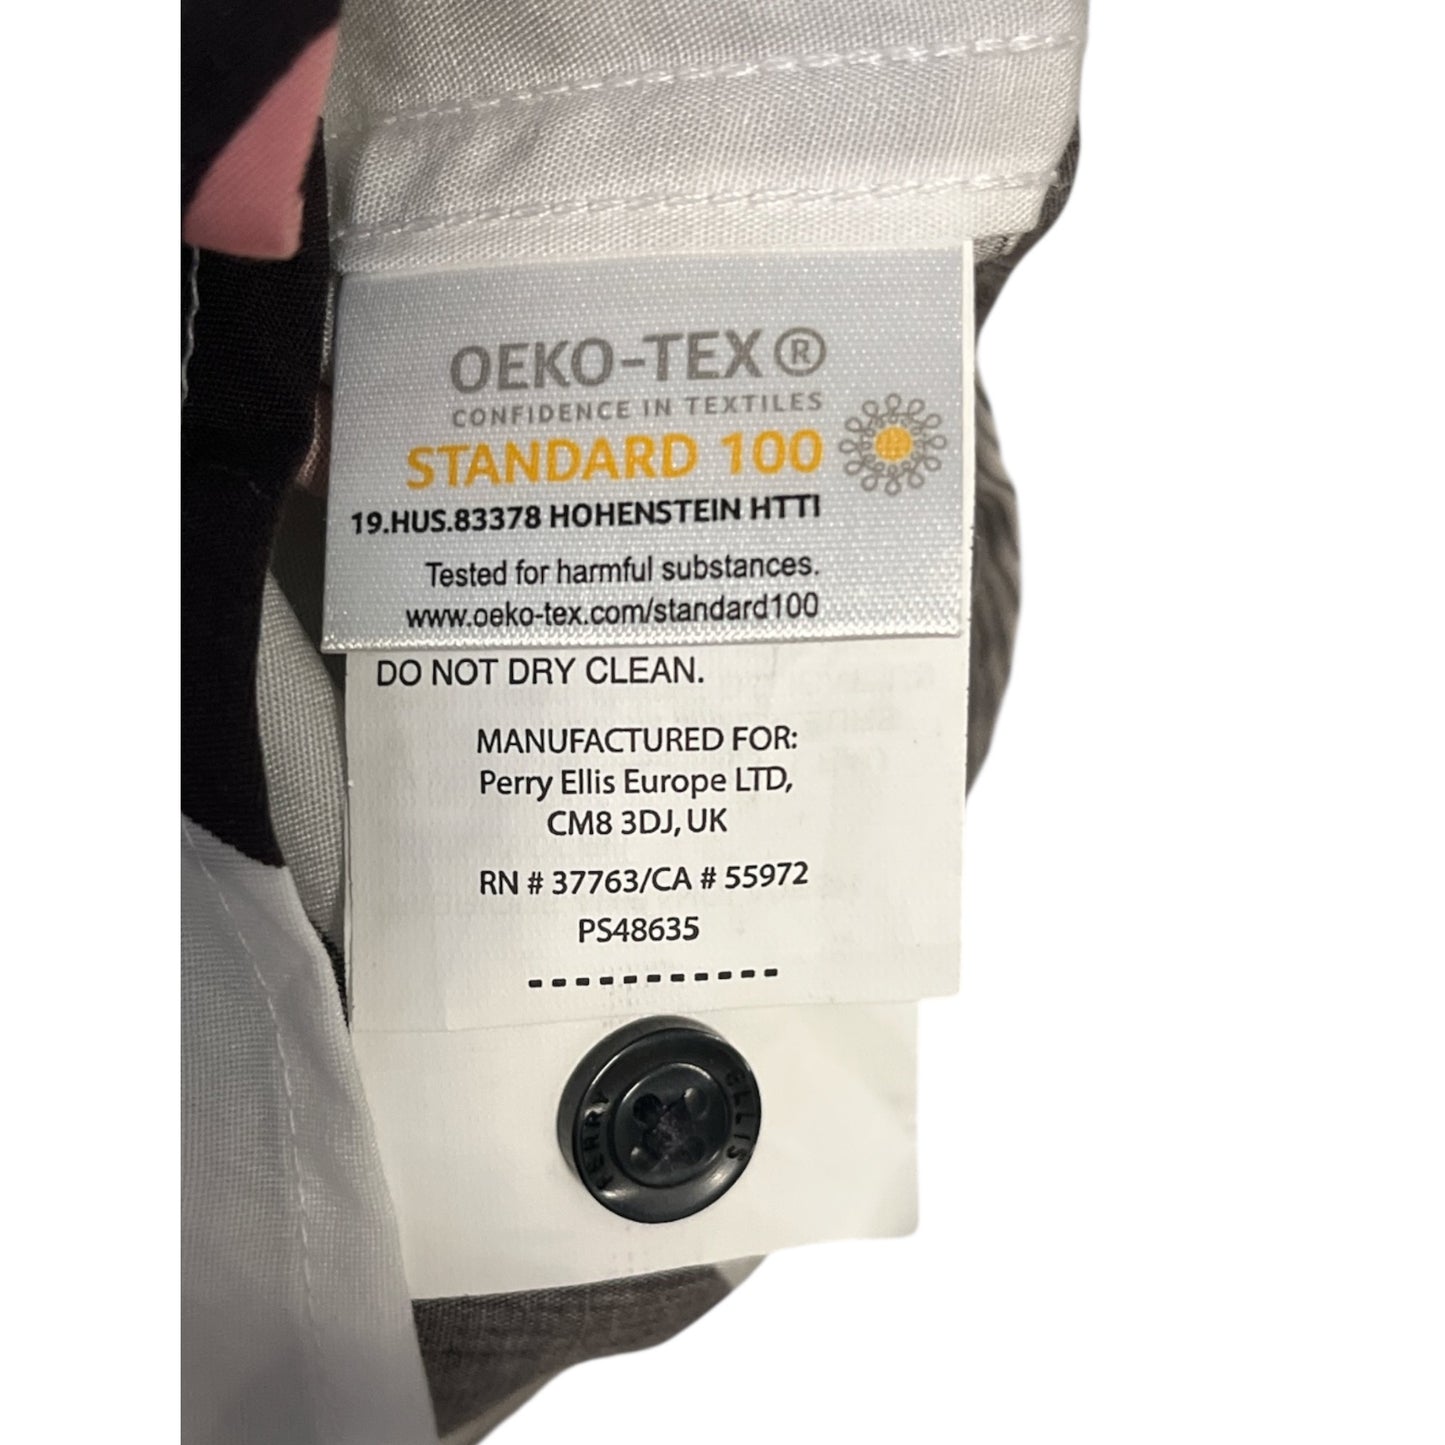 OEKO-TEX®
CONFIDENCE IN TEXTILES
STANDARD 100
19.HUS.83378 HOHENSTEIN HTTI
Tested for harmful substances.
www.oeko-tex.com/standard100
DO NOT DRY CLEAN.
MANUFACTURED FOR:
Perry Ellis Europe LTD,
CM8 3DJ, UK
RN # 37763/CA # 55972
PS48635
PERRY
ELLIS